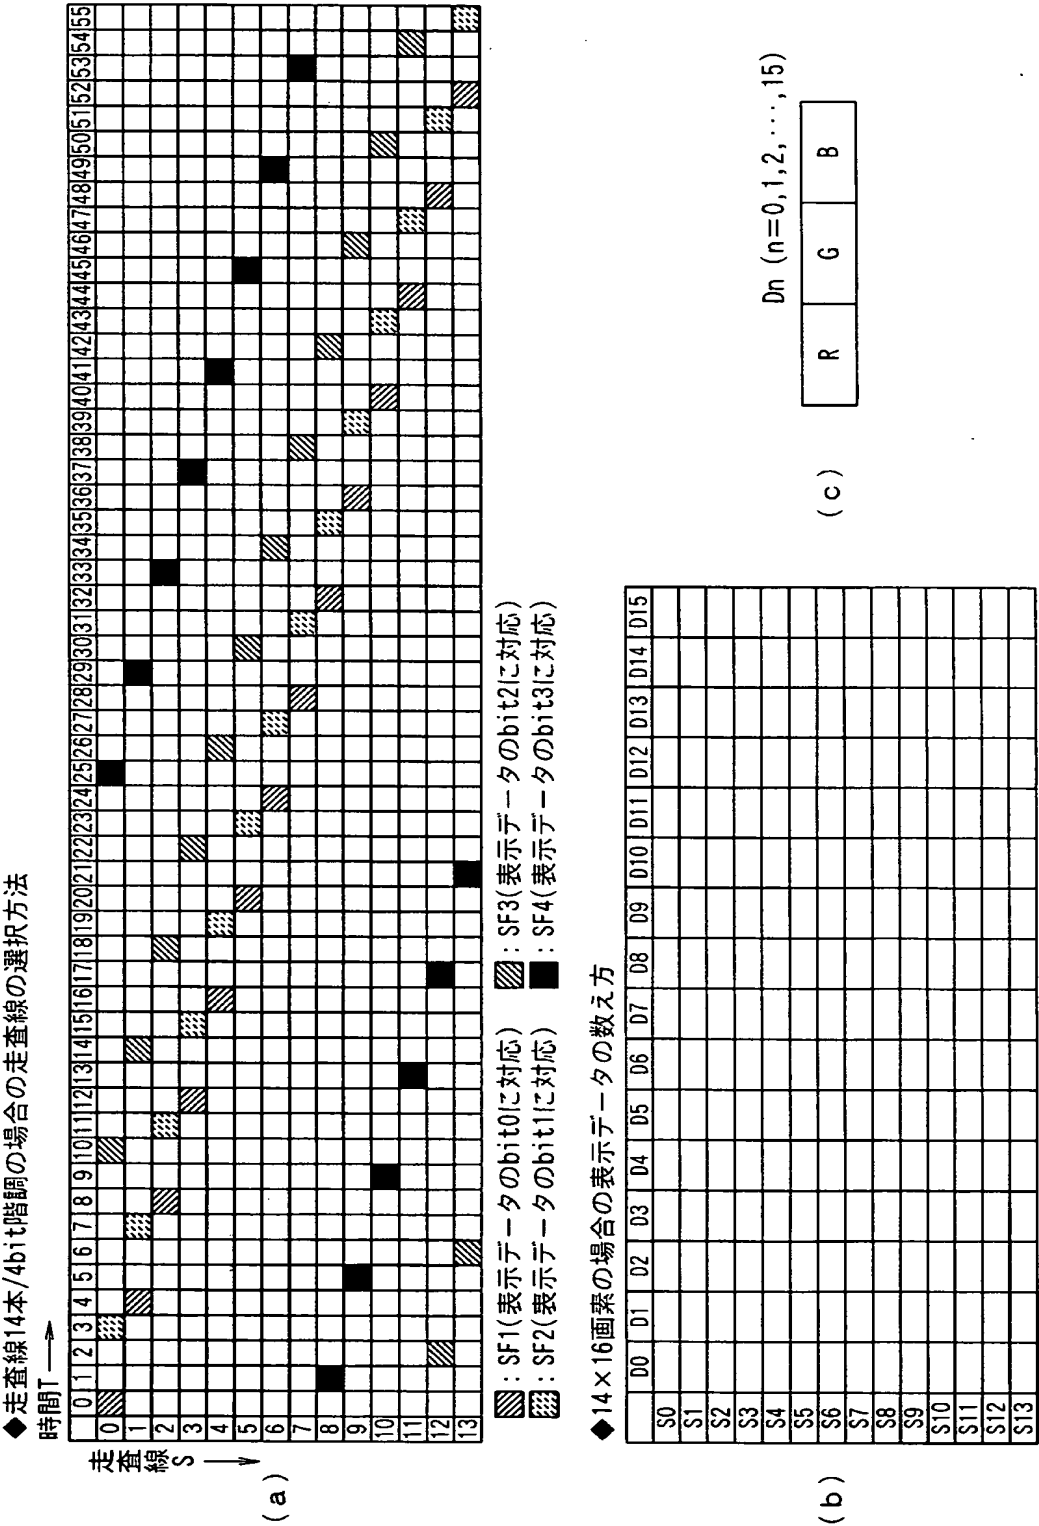 ◆走査線14本/4bit階調の場合の走査線の選択方法
時間T
0 1 2 3 4 5 6 7 8 9 10 11 12 13 14 15 16 17 18 19 20 21 22 23 24 25 26 27 28 29 30 31 32 33 34 35 36 37 38 39 40 41 42 43 44 45 46 47 48 49 50 51 52 53 54 55
走査線S
0
1
2
3
4
5
6
7
8
9
10
11
12
13
(a)
: SF1(表示データのbit0に対応)
: SF3(表示データのbit2に対応)
: SF2(表示データのbit1に対応)
: SF4(表示データのbit3に対応)
◆14×16画素の場合の表示データの数え方
D0 D1 D2 D3 D4 D5 D6 D7 D8 D9 D10 D11 D12 D13 D14 D15
S0
S1
S2
S3
S4
S5
S6
S7
S8
S9
S10
S11
S12
S13
(b)
Dn (n=0,1,2,···,15)
R G B
(c)